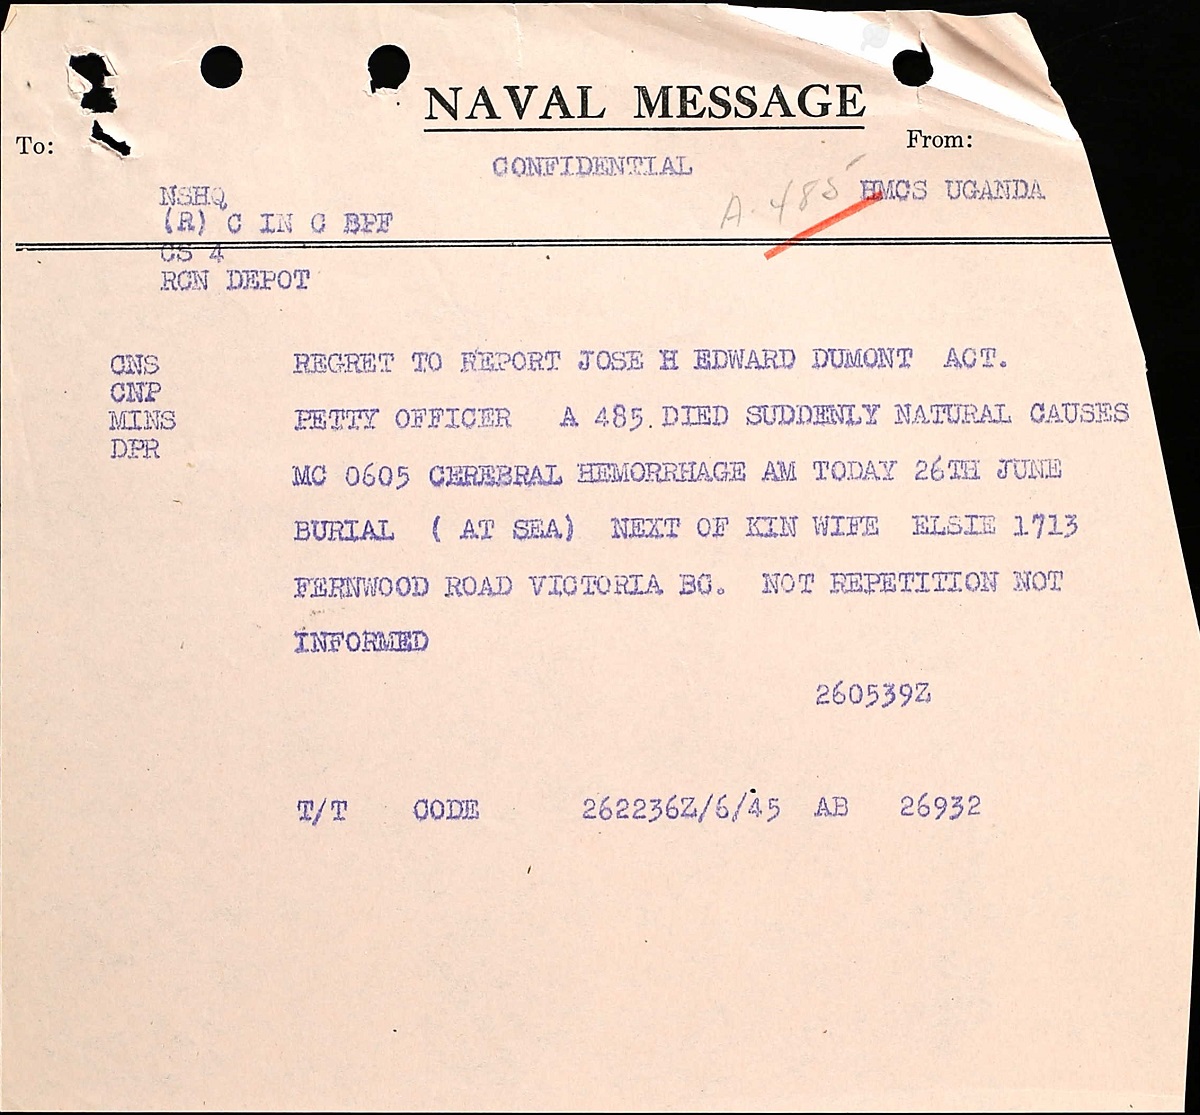 NAVAL MESSAGE
To:
From:
CONFIDENTIAL
A. 485
HMCS UGANDA
NSHQ
(R) C IN C BPF
CS 4
RCN DEPOT
CNS
CNP
MINS
DPR
REGRET TO REPORT JOSE H EDWARD DUMONT ACT.
PETTY OFFICER A 485. DIED SUDDENLY NATURAL CAUSES
MC 0605 CEREBRAL HEMORRHAGE AM TODAY 26TH JUNE
BURIAL ( AT SEA) NEXT OF KIN WIFE ELSIE 1713
FERNWOOD ROAD VICTORIA BC. NOT REPETITION NOT
INFORMED
260539Z
T/T CODE 262236Z/6/45 AB 26932